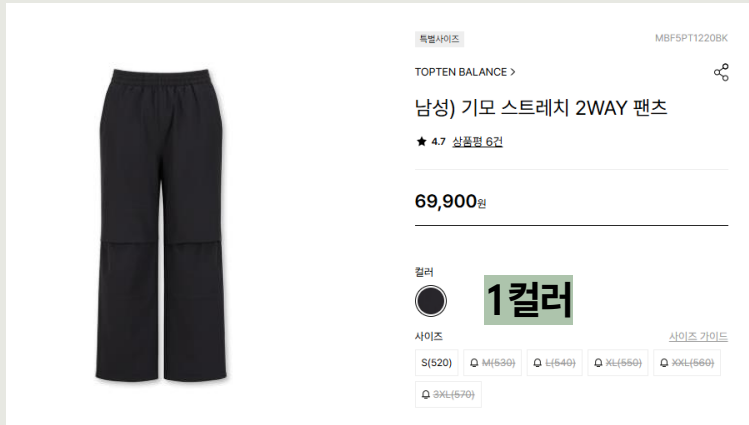 특별사이즈
MBF5PT1220BK
TOPTEN BALANCE >
남성) 기모 스트레치 2WAY 팬츠
★ 4.7 상품평 6건
69,900원
컬러
1컬러
사이즈
사이즈 가이드
S(520) M(530) L(540) XL(550) XXL(560)
3XL(570)